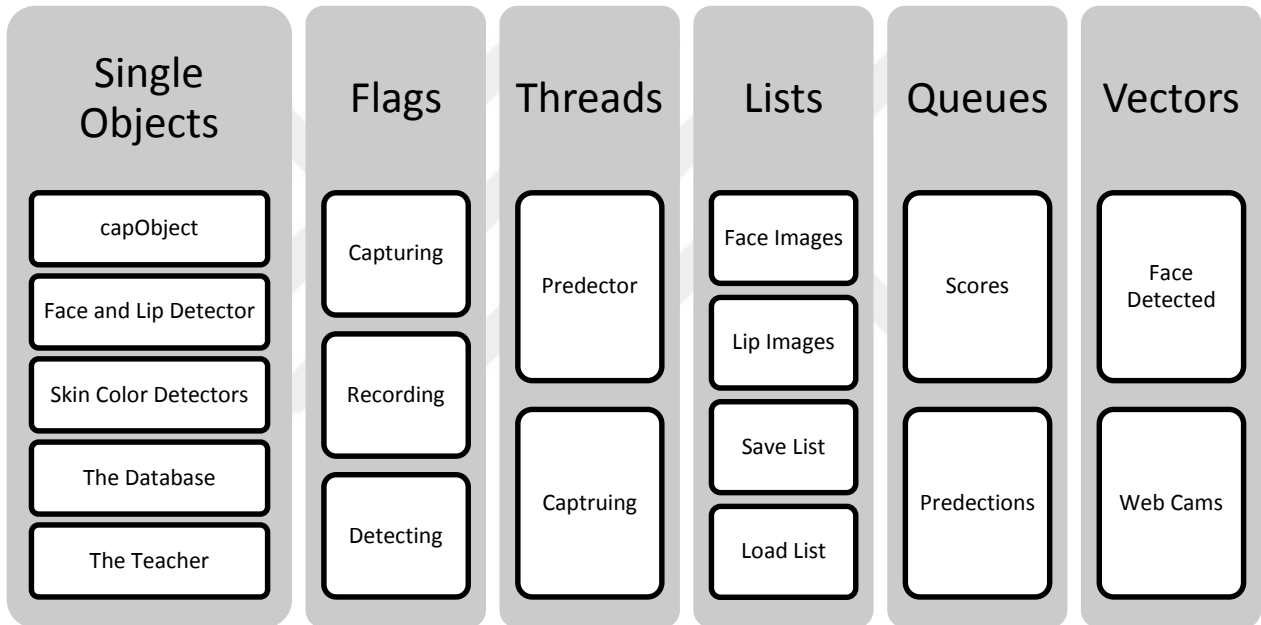 Single
Objects
capObject
Face and Lip Detector
Skin Color Detectors
The Database
The Teacher
Flags
Capturing
Recording
Detecting
Threads
Predector
Captruing
Lists
Face Images
Lip Images
Save List
Load List
Queues
Scores
Predections
Vectors
Face
Detected
Web Cams